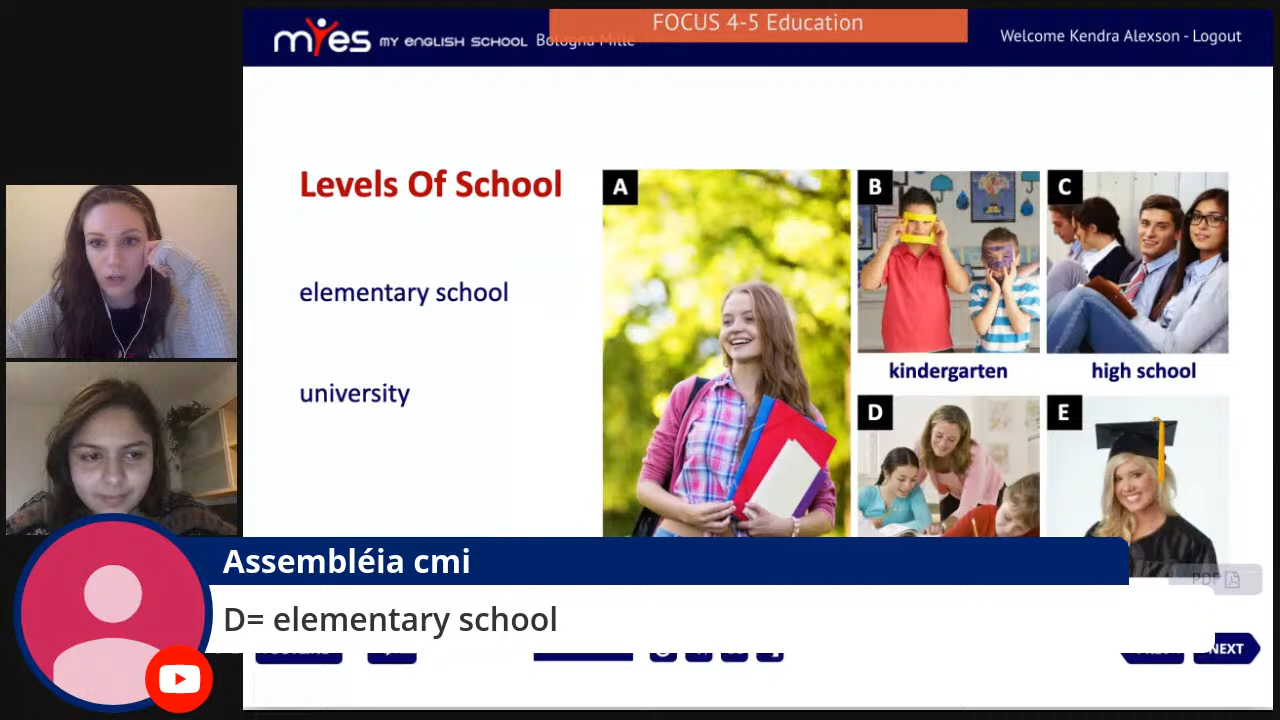 FOCUS 4-5 Education
myes MY ENGLISH SCHOOL Bologna Mille
Welcome Kendra Alexson - Logout
Levels Of School
elementary school
university
A
B
C
kindergarten
high school
D
E
PDF
Assembléia cmi
D= elementary school
NEXT